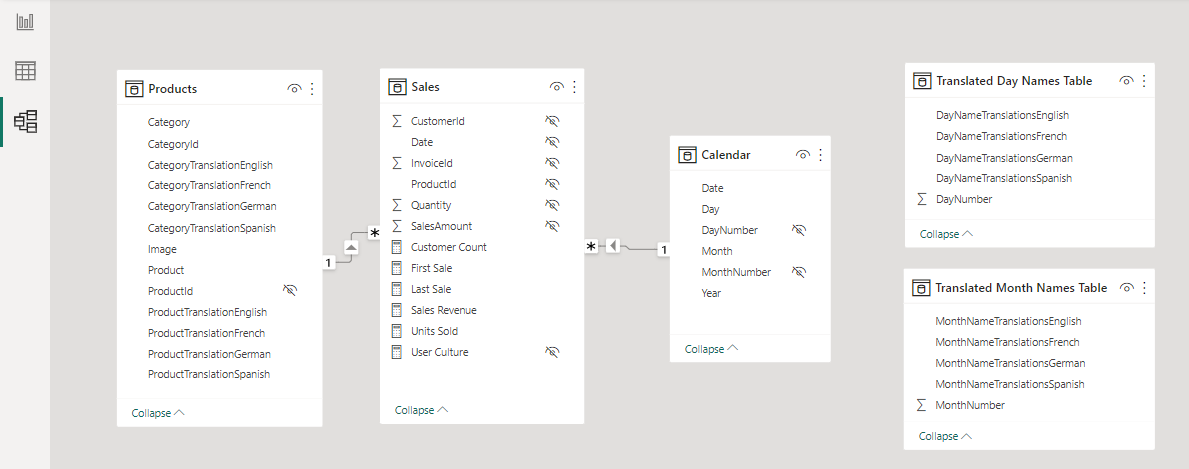 Products
Category
CategoryId
CategoryTranslationEnglish
CategoryTranslationFrench
CategoryTranslationGerman
CategoryTranslationSpanish
Image
Product
ProductId
ProductTranslationEnglish
ProductTranslationFrench
ProductTranslationGerman
ProductTranslationSpanish
Collapse
1
*
Sales
CustomerId
Date
InvoiceId
ProductId
Quantity
SalesAmount
Customer Count
First Sale
Last Sale
Sales Revenue
Units Sold
User Culture
Collapse
*
1
Calendar
Date
Day
DayNumber
Month
MonthNumber
Year
Collapse
Translated Day Names Table
DayNameTranslationsEnglish
DayNameTranslationsFrench
DayNameTranslationsGerman
DayNameTranslationsSpanish
DayNumber
Collapse
Translated Month Names Table
MonthNameTranslationsEnglish
MonthNameTranslationsFrench
MonthNameTranslationsGerman
MonthNameTranslationsSpanish
MonthNumber
Collapse